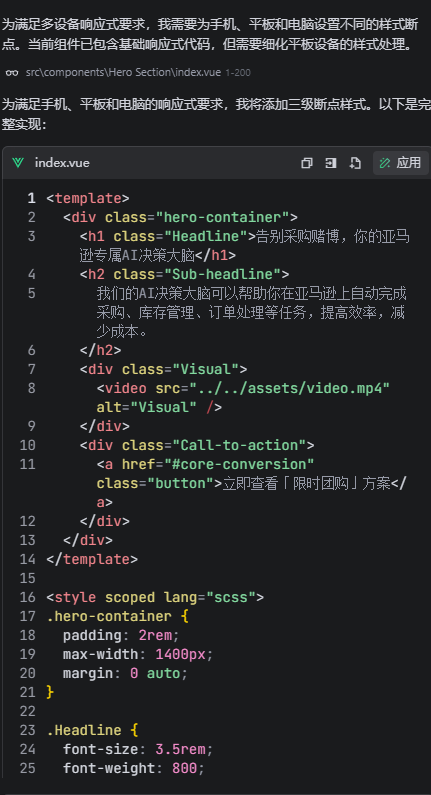 为满足多设备响应式要求，我需要为手机、平板和电脑设置不同的样式断
点。当前组件已包含基础响应式代码，但需要细化平板设备的样式处理。
src\components\Hero Section\index.vue 1-200
为满足手机、平板和电脑的响应式要求，我将添加三级断点样式。以下是完
整实现：
index.vue 应用
1 <template>
2 <div class="hero-container">
3 <h1 class="Headline">告别采购赌博，你的亚马
逊专属AI决策大脑</h1>
4 <h2 class="Sub-headline">
5 我们的AI决策大脑可以帮助你在亚马逊上自动完成
采购、库存管理、订单处理等任务，提高效率，减
少成本。
6 </h2>
7 <div class="Visual">
8 <video src="../../assets/video.mp4"
alt="Visual" />
9 </div>
10 <div class="Call-to-action">
11 <a href="#core-conversion"
class="button">立即查看「限时团购」方案</
a>
12 </div>
13 </div>
14 </template>
15
16 <style scoped lang="scss">
17 .hero-container {
18 padding: 2rem;
19 max-width: 1400px;
20 margin: 0 auto;
21 }
22
23 .Headline {
24 font-size: 3.5rem;
25 font-weight: 800;